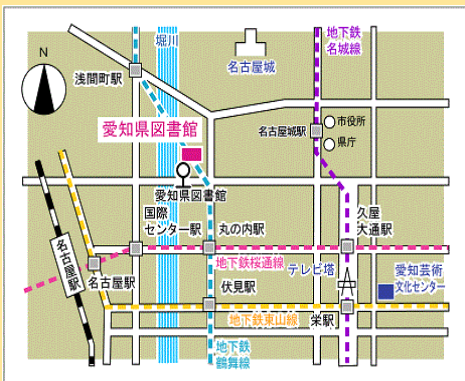 N
堀川
地下鉄
名城線
名古屋城
浅間町駅
市役所
名古屋城駅
県庁
愛知県図書館
愛知県図書館
国際
センター駅
丸の内駅
久屋
大通駅
名古屋駅
名古屋駅
地下鉄桜通線
テレビ塔
愛知芸術
文化センター
伏見駅
地下鉄東山線
栄駅
地下鉄
鶴舞線